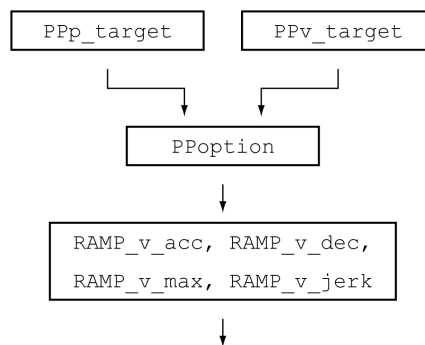 PPp_target
PPv_target
PPoption
RAMP_v_acc, RAMP_v_dec,
RAMP_v_max, RAMP_v_jerk